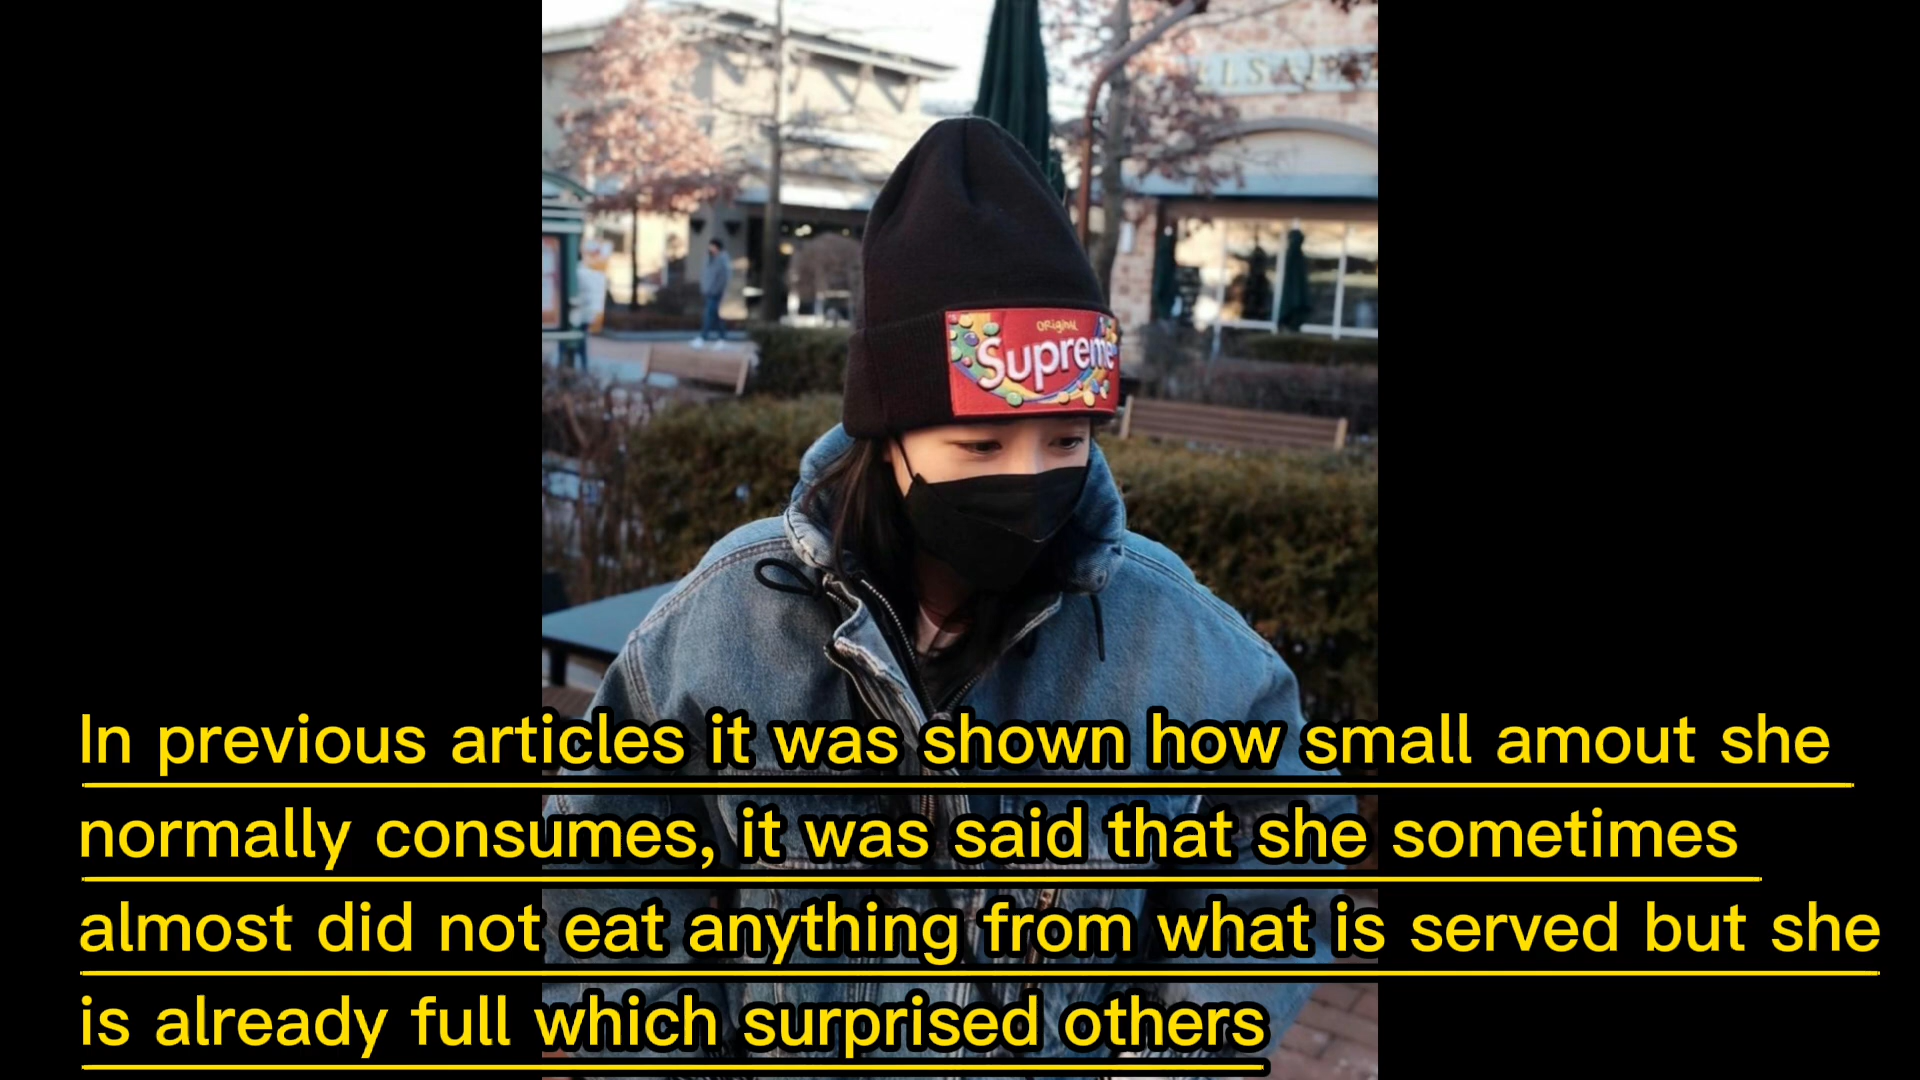 LLSA
ORIGINAL
Supreme
In previous articles it was shown how small amout she
normally consumes, it was said that she sometimes
almost did not eat anything from what is served but she
is already full which surprised others